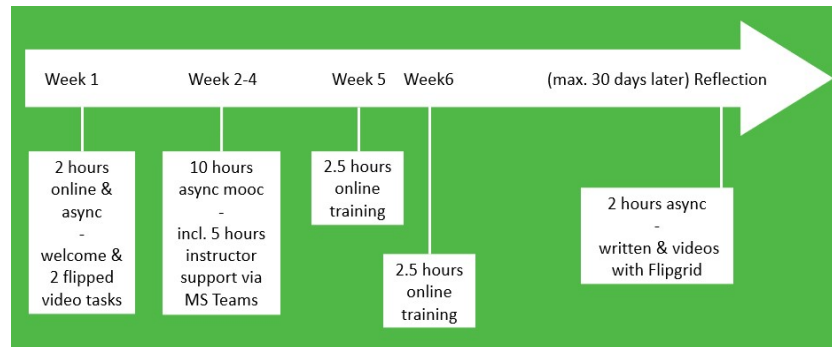 Week 1
Week 2-4
Week 5
Week6
(max. 30 days later) Reflection
2 hours
online &
async
-
welcome &
2 flipped
video tasks
10 hours
async mooc
-
incl. 5 hours
instructor
support via
MS Teams
2.5 hours
online
training
2.5 hours
online
training
2 hours async
-
written & videos
with Flipgrid